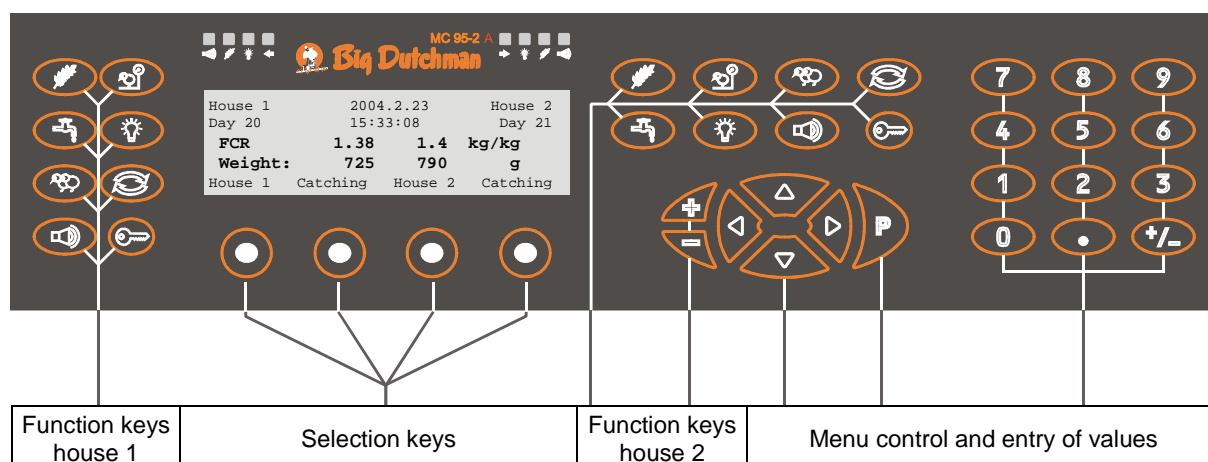 MC 95-2 A
Big Dutchman
House 1 2004.2.23 House 2
Day 20 15:33:08 Day 21
FCR 1.38 1.4 kg/kg
Weight: 725 790 g
House 1 Catching House 2 Catching
7 8 9
4 5 6
1 2 3
0 . +/-
+
-
P
Function keys
house 1
Selection keys
Function keys
house 2
Menu control and entry of values